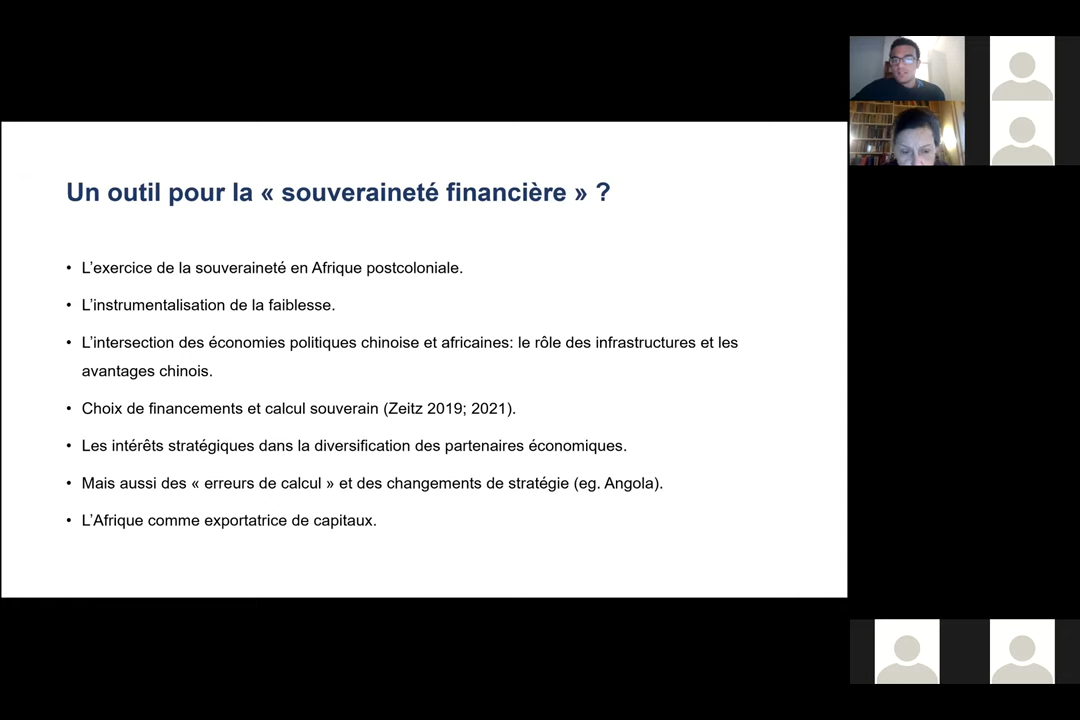 Un outil pour la « souveraineté financière » ?
• L’exercice de la souveraineté en Afrique postcoloniale.
• L’instrumentalisation de la faiblesse.
• L’intersection des économies politiques chinoise et africaines: le rôle des infrastructures et les
avantages chinois.
• Choix de financements et calcul souverain (Zeitz 2019; 2021).
• Les intérêts stratégiques dans la diversification des partenaires économiques.
• Mais aussi des « erreurs de calcul » et des changements de stratégie (eg. Angola).
• L’Afrique comme exportatrice de capitaux.